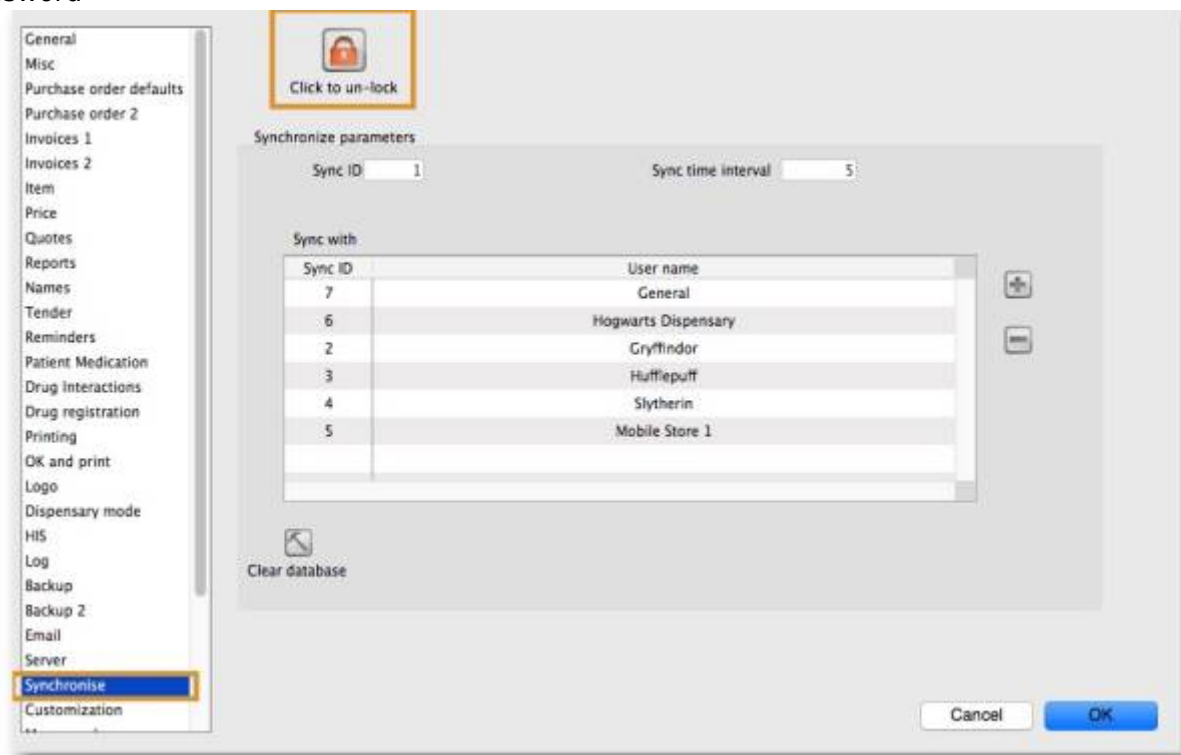 General
Misc
Purchase order defaults
Purchase order 2
Invoices 1
Invoices 2
Item
Price
Quotes
Reports
Names
Tender
Reminders
Patient Medication
Drug Interactions
Drug registration
Printing
OK and print
Logo
Dispensary mode
HIS
Log
Backup
Backup 2
Email
Server
Synchronise
Customization
Click to un-lock
Synchronize parameters
Sync ID 1 Sync time interval 5
Sync with
Sync ID User name
7 General
6 Hogwarts Dispensary
2 Gryffindor
3 Hufflepuff
4 Slytherin
5 Mobile Store 1
Clear database
Cancel OK